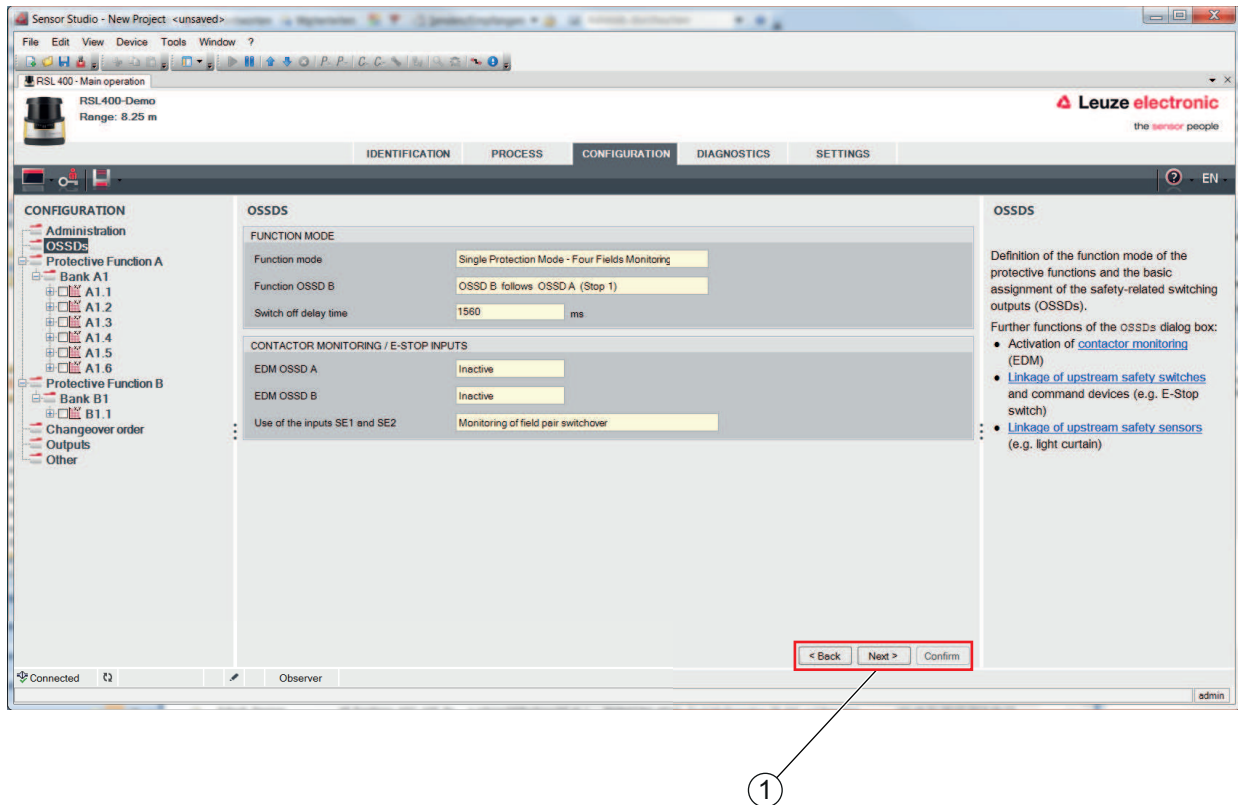 Sensor Studio - New Project <unsaved>
File Edit View Device Tools Window ?
P- P- C- C-
RSL 400 - Main operation
RSL400-Demo
Range: 8.25 m
Leuze electronic
the sensor people
IDENTIFICATION PROCESS CONFIGURATION DIAGNOSTICS SETTINGS
EN
CONFIGURATION
Administration
OSSDs
Protective Function A
Bank A1
A1.1
A1.2
A1.3
A1.4
A1.5
A1.6
Protective Function B
Bank B1
B1.1
Changeover order
Outputs
Other
OSSDS
FUNCTION MODE
Function mode Single Protection Mode - Four Fields Monitoring
Function OSSD B OSSD B follows OSSD A (Stop 1)
Switch off delay time 1560 ms
CONTACTOR MONITORING / E-STOP INPUTS
EDM OSSD A Inactive
EDM OSSD B Inactive
Use of the inputs SE1 and SE2 Monitoring of field pair switchover
< Back Next > Confirm
OSSDS
Definition of the function mode of the
protective functions and the basic
assignment of the safety-related switching
outputs (OSSDs).
Further functions of the OSSDs dialog box:
• Activation of contactor monitoring
(EDM)
• Linkage of upstream safety switches
and command devices (e.g. E-Stop
switch)
• Linkage of upstream safety sensors
(e.g. light curtain)
Connected Observer
admin
1